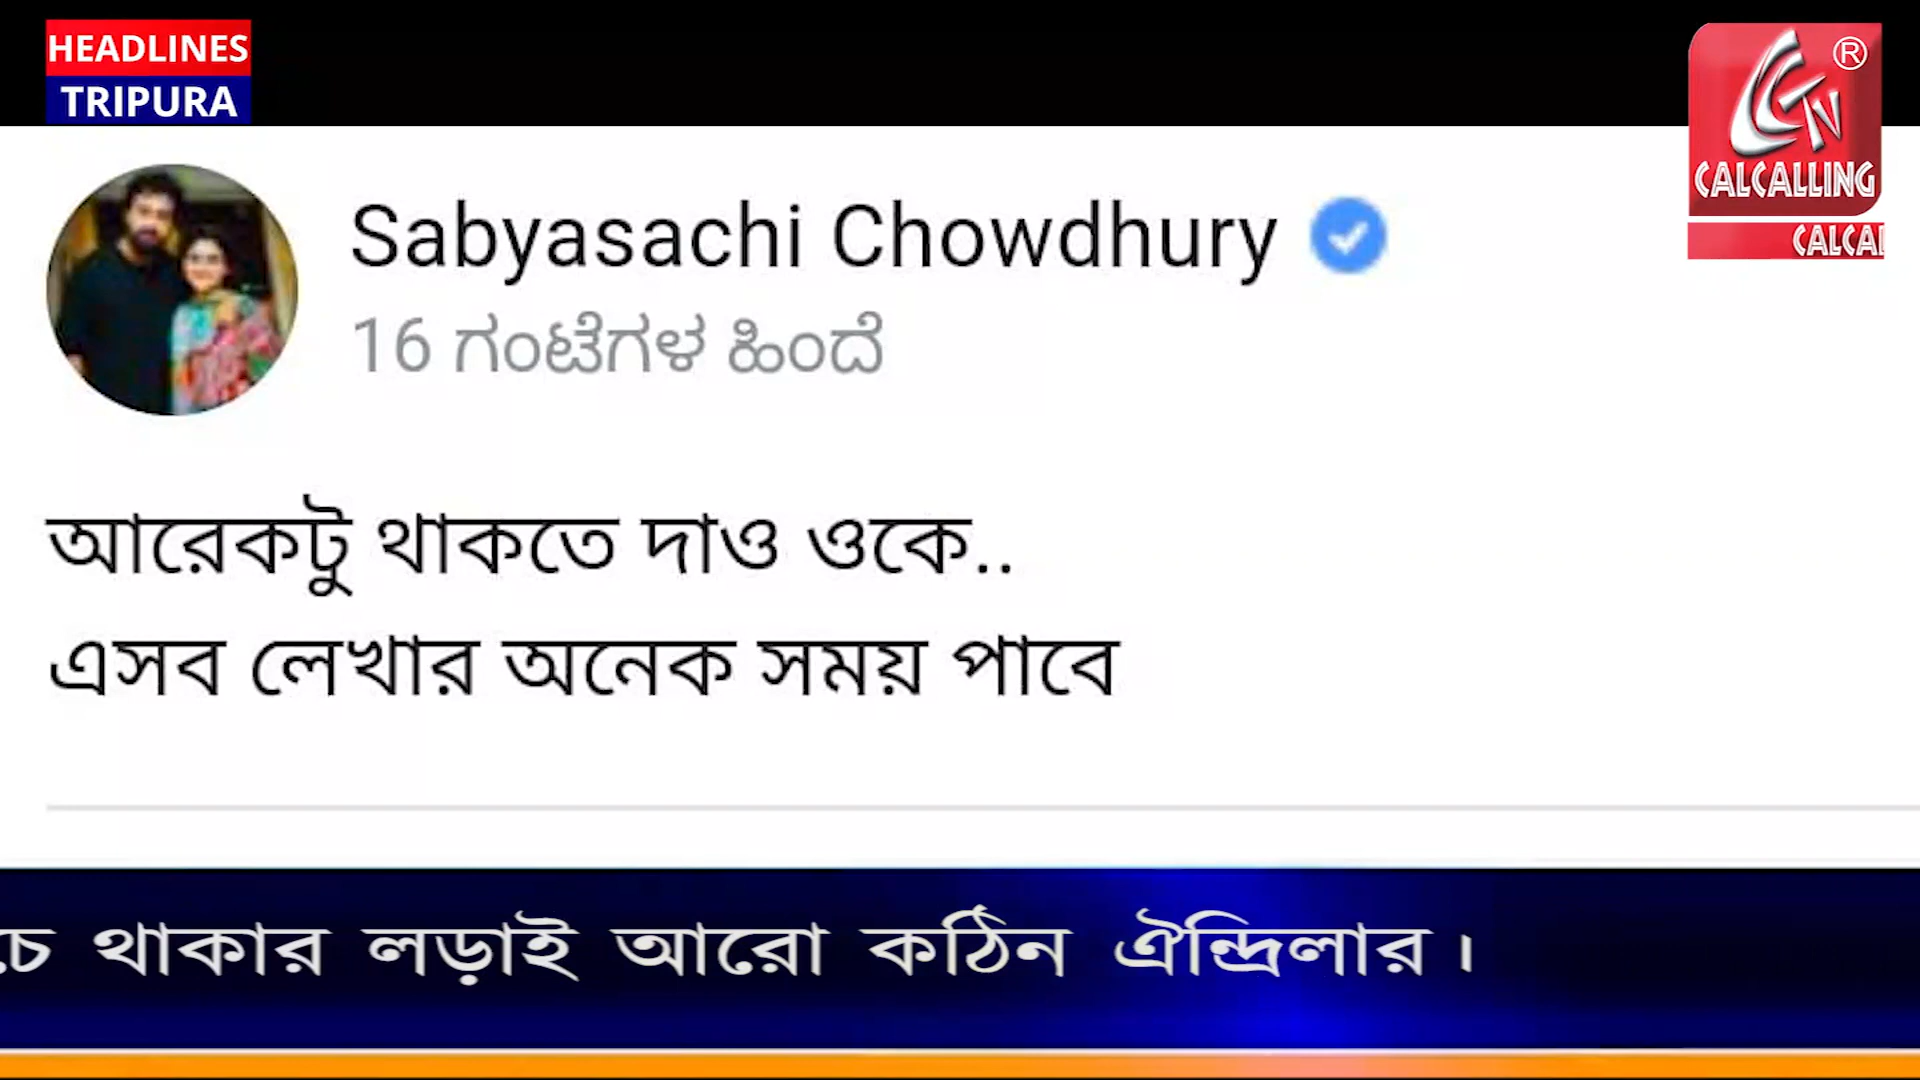 HEADLINES
TRIPURA
®
CALCALLING
Sabyasachi Chowdhury
16 ಗಂಟೆಗಳ ಹಿಂದೆ
আরেকটু থাকতে দাও ওকে..
এসব লেখার অনেক সময় পাবে
থাকার লড়াই আরো কঠিন ঐন্দ্রিলার।